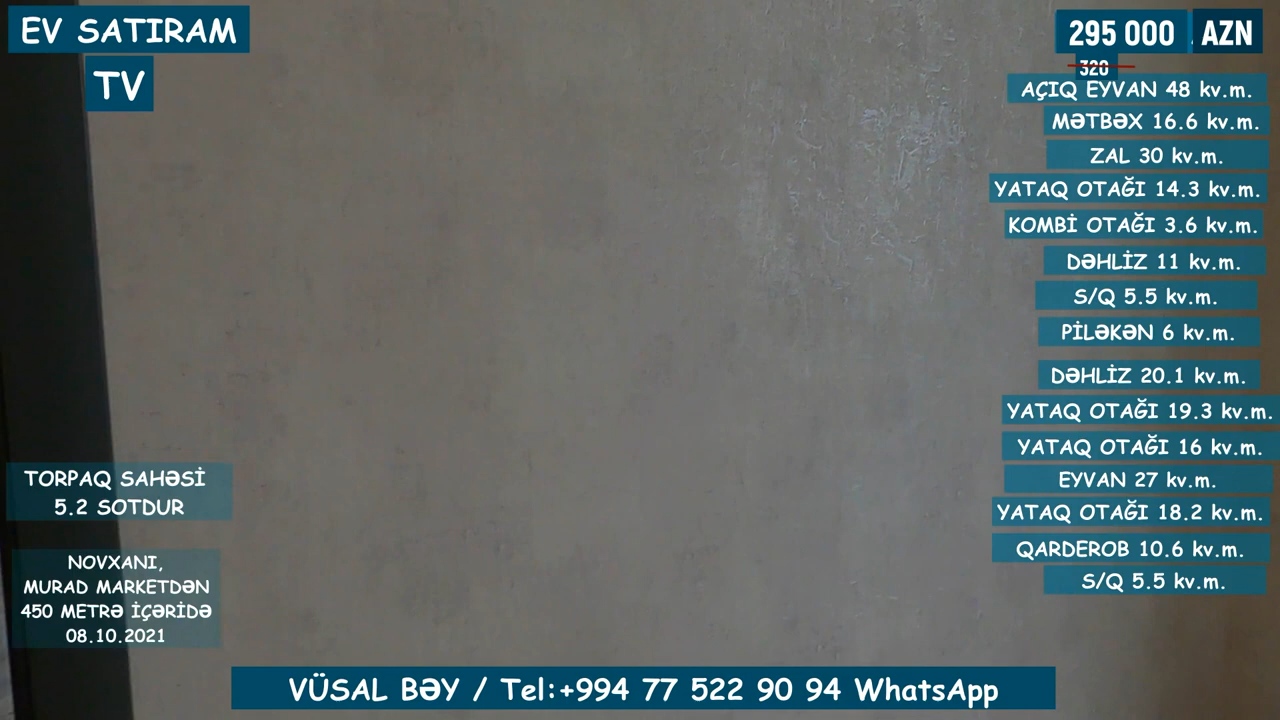 EV SATIRAM
TV
295 000 AZN
320
AÇIQ EYVAN 48 kv.m.
MƏTBƏX 16.6 kv.m.
ZAL 30 kv.m.
YATAQ OTAĞI 14.3 kv.m.
KOMBİ OTAĞI 3.6 kv.m.
DƏHLİZ 11 kv.m.
S/Q 5.5 kv.m.
PİLƏKƏN 6 kv.m.
DƏHLİZ 20.1 kv.m.
YATAQ OTAĞI 19.3 kv.m.
YATAQ OTAĞI 16 kv.m.
EYVAN 27 kv.m.
YATAQ OTAĞI 18.2 kv.m.
QARDEROB 10.6 kv.m.
S/Q 5.5 kv.m.
TORPAQ SAHƏSİ
5.2 SOTDUR
NOVXANI,
MURAD MARKETDƏN
450 METRƏ İÇƏRİDƏ
08.10.2021
VÜSAL BƏY / Tel:+994 77 522 90 94 WhatsApp